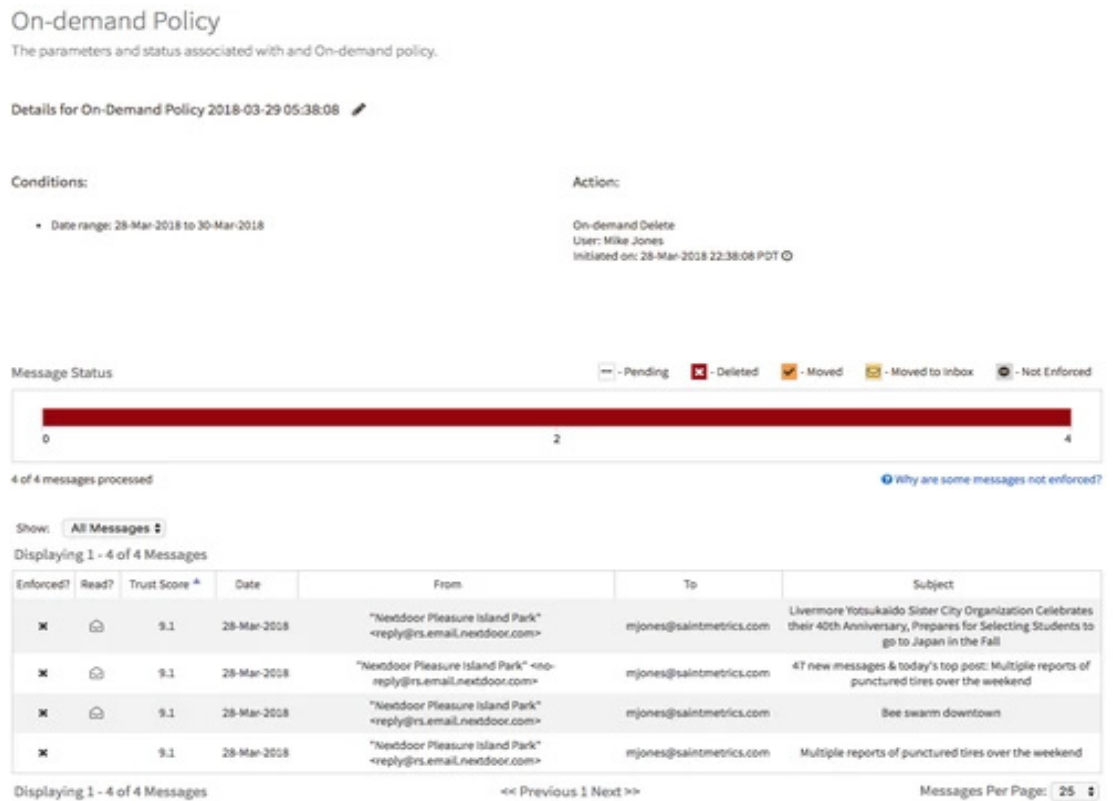 On-demand Policy
The parameters and status associated with and On-demand policy.
Details for On-Demand Policy 2018-03-29 05:38:08
Conditions:
• Date range: 28-Mar-2018 to 30-Mar-2018
Action:
On-demand Delete
User: Mike Jones
Initiated on: 28-Mar-2018 22:38:08 PDT
Message Status
- Pending - Deleted - Moved - Moved to Inbox - Not Enforced
0 2 4
4 of 4 messages processed
Why are some messages not enforced?
Show: All Messages
Displaying 1 - 4 of 4 Messages
Enforced? Read? Trust Score Date From To Subject
9.1 28-Mar-2018 "Nextdoor Pleasure Island Park" <reply@rs.email.nextdoor.com> mjones@saintmetrics.com Livermore Yotsukaido Sister City Organization Celebrates their 40th Anniversary, Prepares for Selecting Students to go to Japan in the Fall
9.1 28-Mar-2018 "Nextdoor Pleasure Island Park" <no-reply@rs.email.nextdoor.com> mjones@saintmetrics.com 47 new messages & today's top post: Multiple reports of punctured tires over the weekend
9.1 28-Mar-2018 "Nextdoor Pleasure Island Park" <reply@rs.email.nextdoor.com> mjones@saintmetrics.com Bee swarm downtown
9.1 28-Mar-2018 "Nextdoor Pleasure Island Park" <reply@rs.email.nextdoor.com> mjones@saintmetrics.com Multiple reports of punctured tires over the weekend
Displaying 1 - 4 of 4 Messages
<< Previous 1 Next >>
Messages Per Page: 25